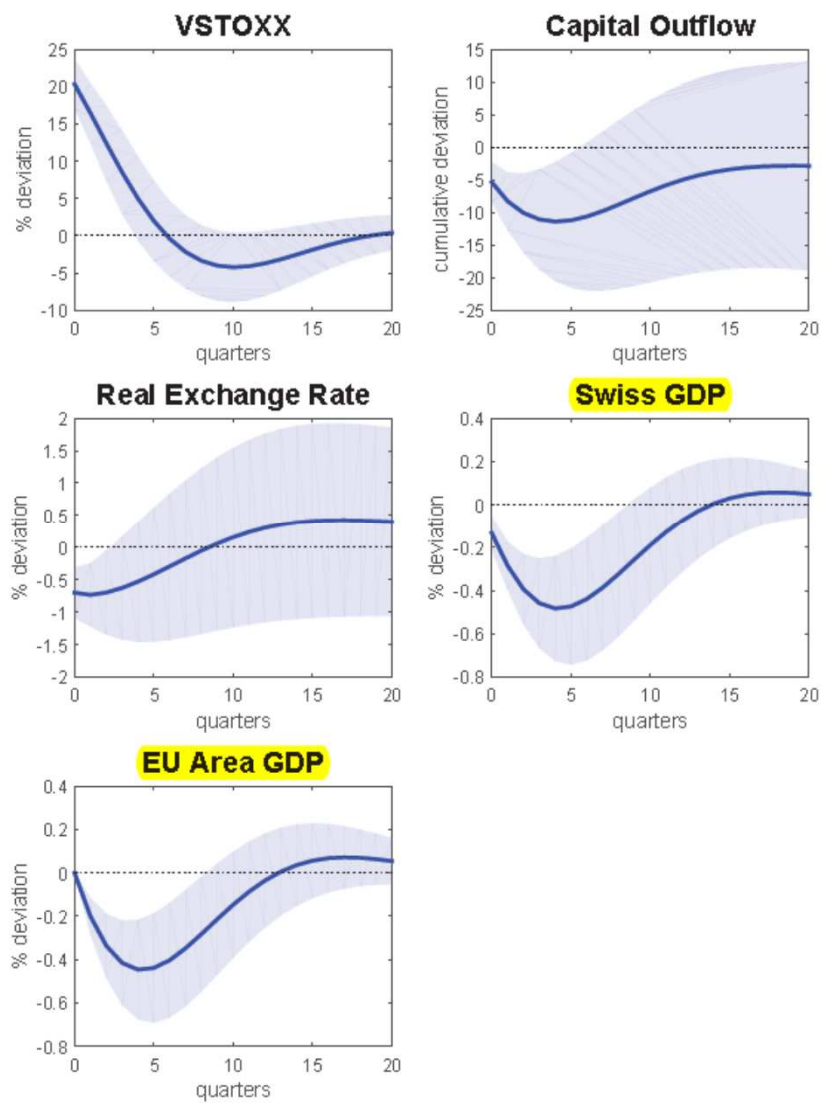 VSTOXX
25
20
15
10
5
0
-5
-10
% deviation
0 5 10 15 20
quarters
Capital Outflow
15
10
5
0
-5
-10
-15
-20
-25
cumulative deviation
0 5 10 15 20
quarters
Real Exchange Rate
2
1.5
1
0.5
0
-0.5
-1
-1.5
-2
% deviation
0 5 10 15 20
quarters
Swiss GDP
0.4
0.2
0
-0.2
-0.4
-0.6
-0.8
% deviation
0 5 10 15 20
quarters
EU Area GDP
0.4
0.2
0
-0.2
-0.4
-0.6
-0.8
% deviation
0 5 10 15 20
quarters